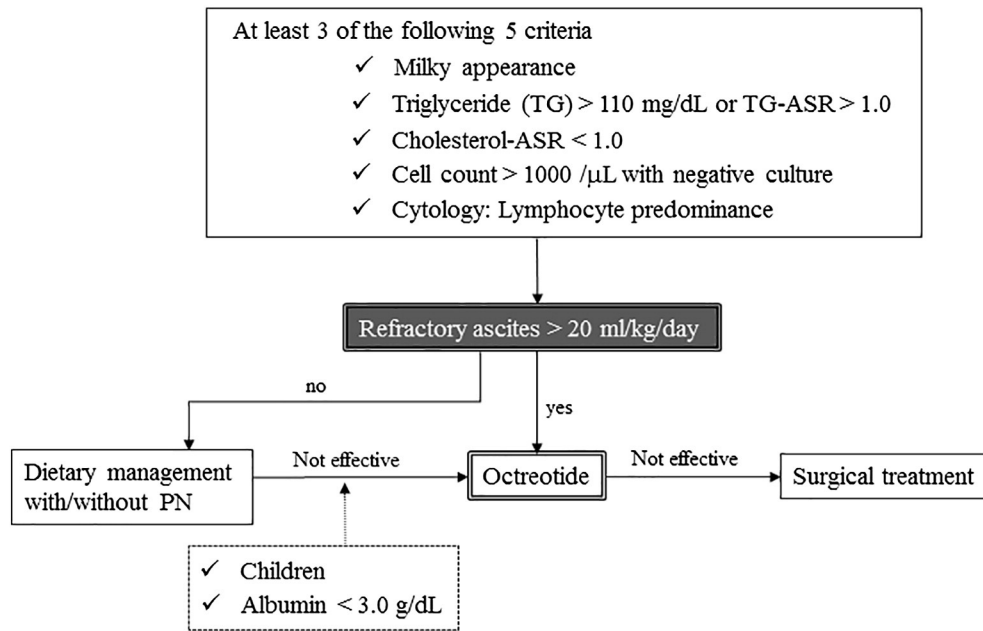 At least 3 of the following 5 criteria
✓ Milky appearance
✓ Triglyceride (TG) > 110 mg/dL or TG-ASR > 1.0
✓ Cholesterol-ASR < 1.0
✓ Cell count > 1000 /μL with negative culture
✓ Cytology: Lymphocyte predominance
Refractory ascites > 20 ml/kg/day
no
yes
Dietary management
with/without PN
Not effective
Octreotide
Not effective
Surgical treatment
✓ Children
✓ Albumin < 3.0 g/dL